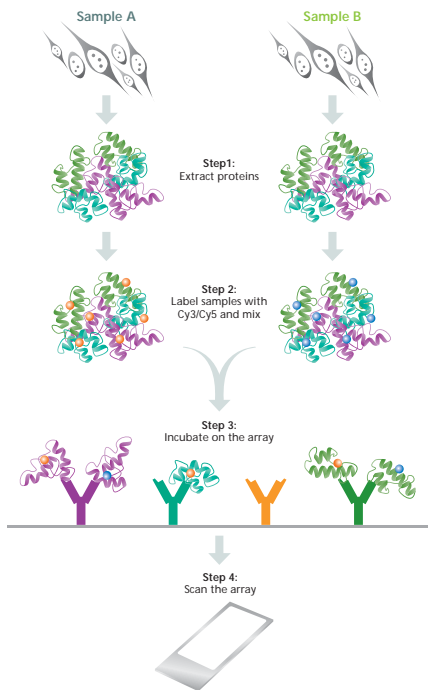 Sample A
Sample B
Step1:
Extract proteins
Step 2:
Label samples with
Cy3/Cy5 and mix
Step 3:
Incubate on the array
Step 4:
Scan the array